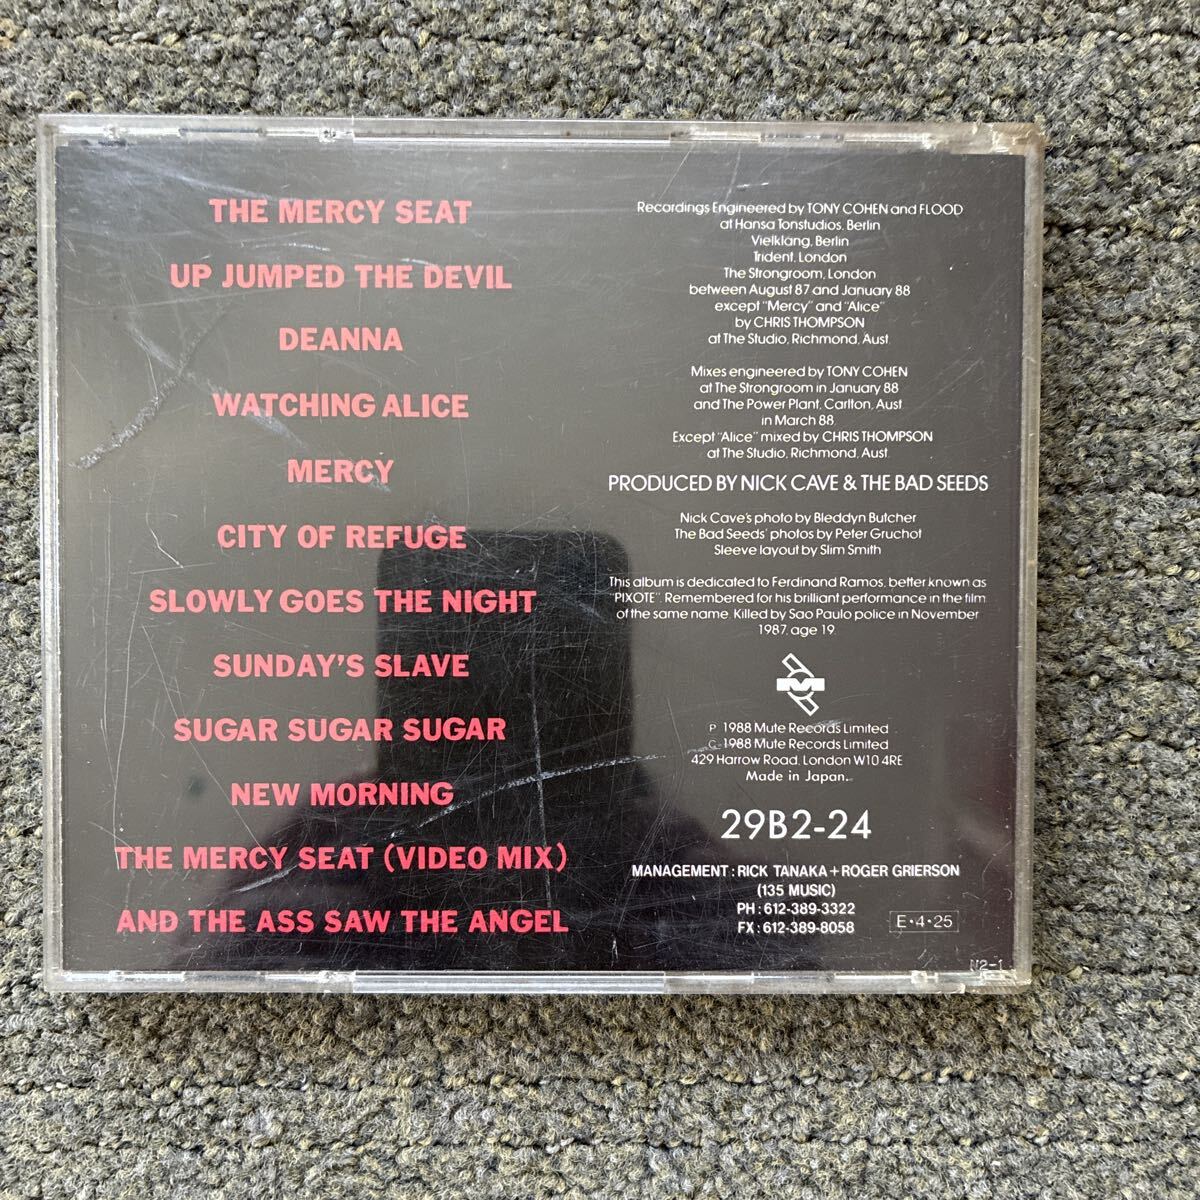 THE MERCY SEAT
UP JUMPED THE DEVIL
DEANNA
WATCHING ALICE
MERCY
CITY OF REFUGE
SLOWLY GOES THE NIGHT
SUNDAY'S SLAVE
SUGAR SUGAR SUGAR
NEW MORNING
THE MERCY SEAT (VIDEO MIX)
AND THE ASS SAW THE ANGEL
Recordings Engineered by TONY COHEN and FLOOD
at Hansa Tonstudios, Berlin
Vielklang, Berlin
Trident, London
The Strongroom, London
between August 87 and January 88
except "Mercy" and "Alice"
by CHRIS THOMPSON
at The Studio, Richmond, Aust.
Mixes engineered by TONY COHEN
at The Strongroom in January 88
and The Power Plant, Carlton, Aust.
in March 88
Except "Alice" mixed by CHRIS THOMPSON
at The Studio, Richmond, Aust.
PRODUCED BY NICK CAVE & THE BAD SEEDS
Nick Cave's photo by Bleddyn Butcher
The Bad Seeds' photos by Peter Gruchot
Sleeve layout by Slim Smith
This album is dedicated to Ferdinand Ramos, better known as
"PIXOTE". Remembered for his brilliant performance in the film
of the same name. Killed by Sao Paulo police in November
1987, age 19.
P 1988 Mute Records Limited
C 1988 Mute Records Limited
429 Harrow Road, London W10 4RE
Made in Japan.
29B2-24
MANAGEMENT : RICK TANAKA + ROGER GRIERSON
(135 MUSIC)
PH : 612-389-3322
FX : 612-389-8058
E・4・25
N2-1